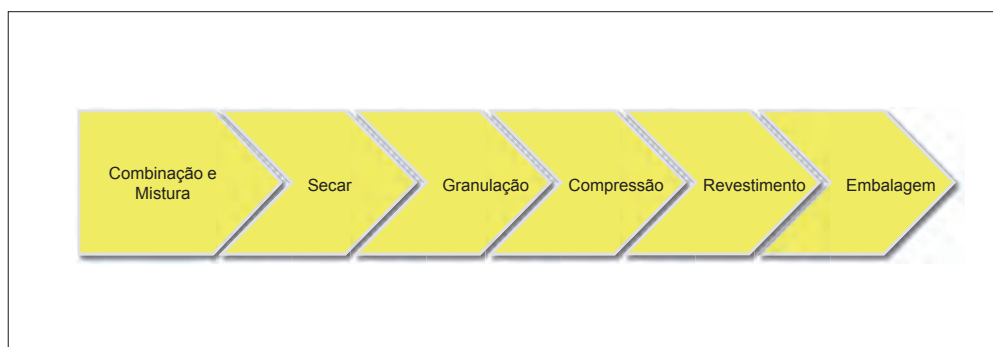 Combinação e
Mistura
Secar
Granulação
Compressão
Revestimento
Embalagem